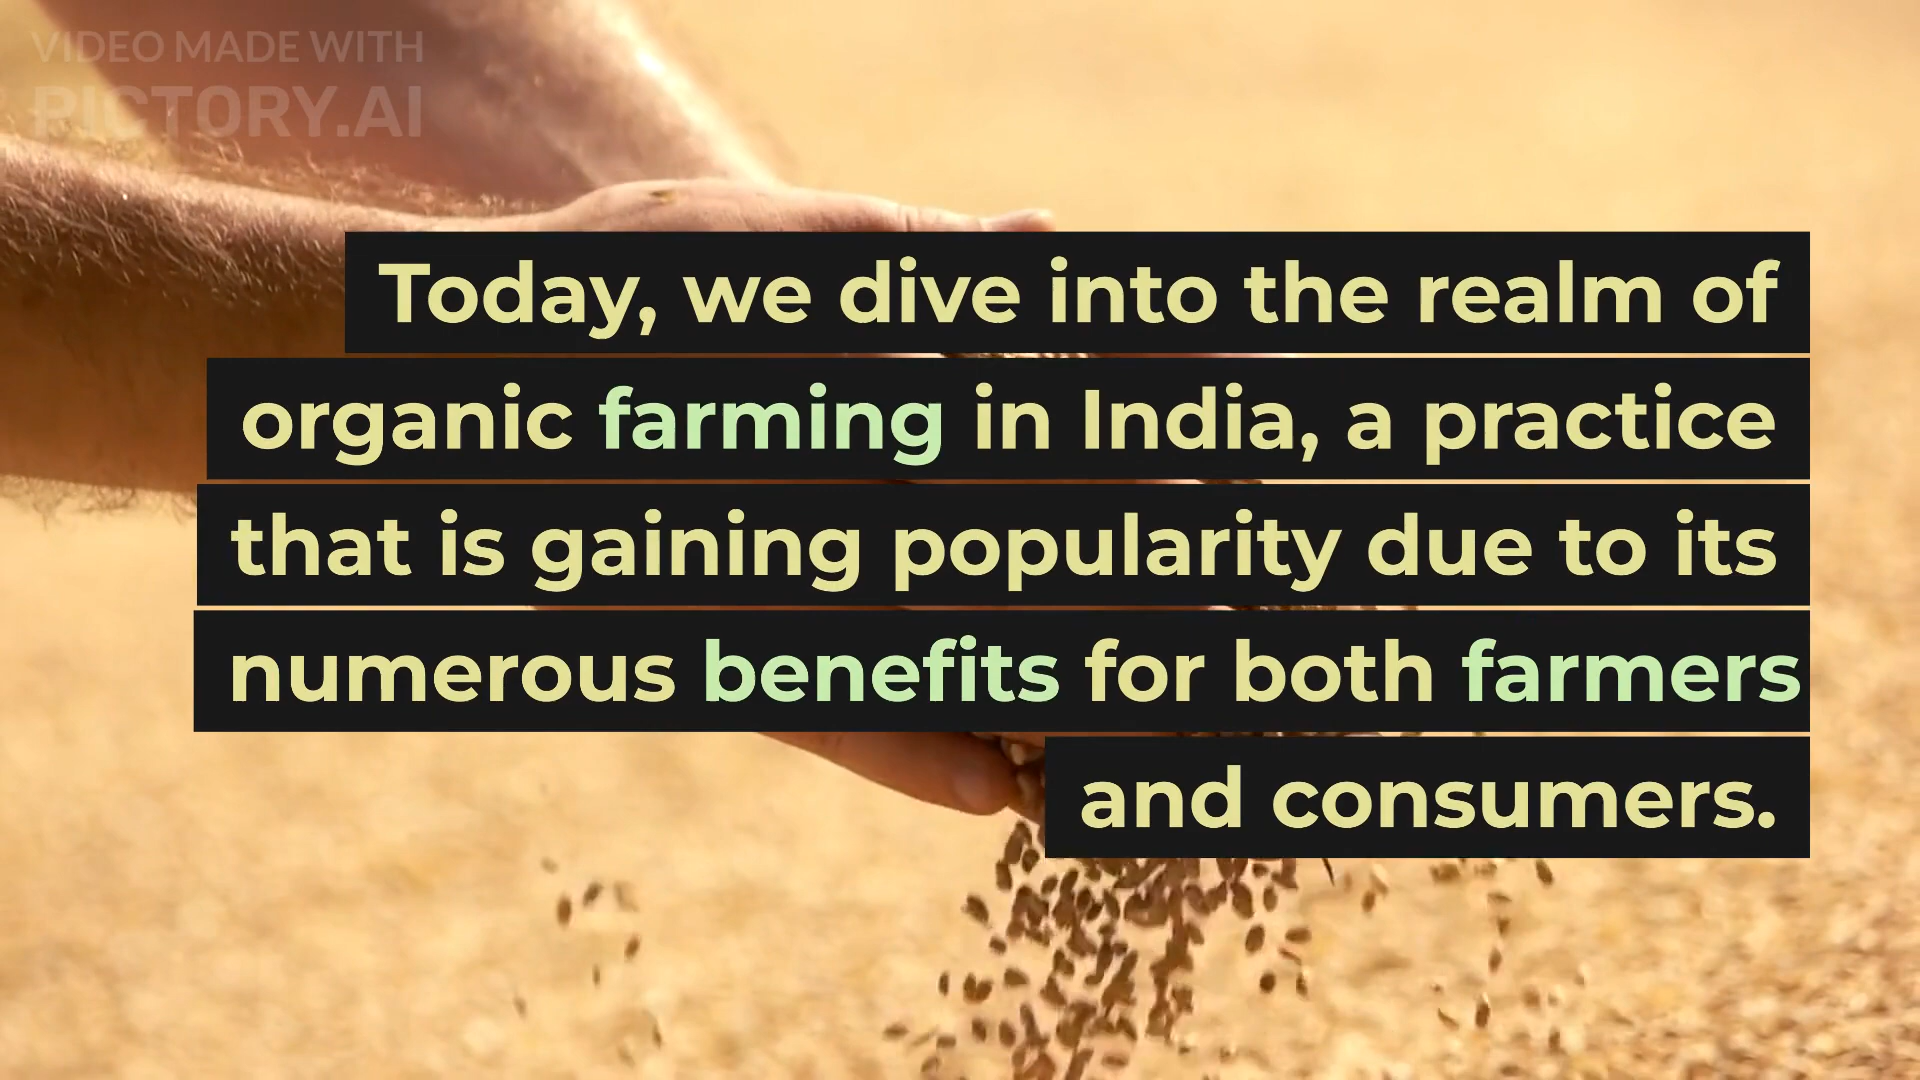 VIDEO MADE WITH
PICTORY.AI
Today, we dive into the realm of
organic farming in India, a practice
that is gaining popularity due to its
numerous benefits for both farmers
and consumers.